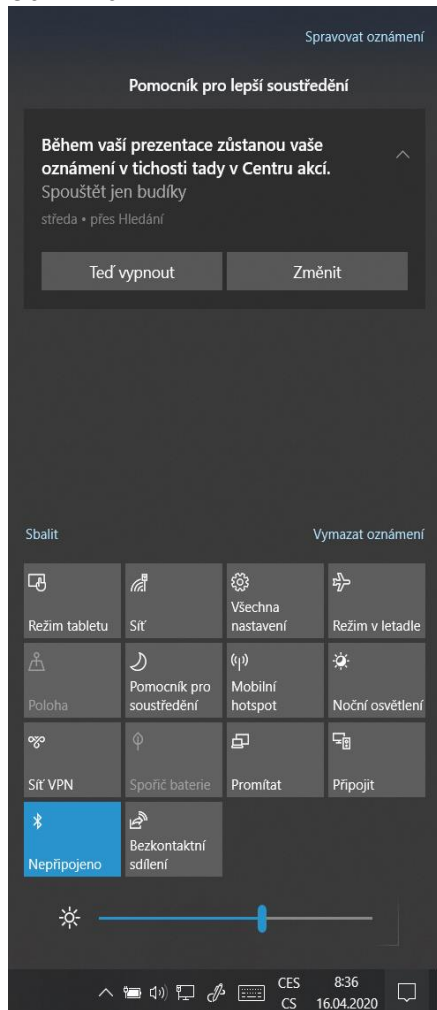 Spravovat oznámení
Pomocník pro lepší soustředění
Během vaší prezentace zůstanou vaše
oznámení v tichosti tady v Centru akcí.
Spouštět jen budíky
středa • přes Hledání
Teď vypnout
Změnit
Sbalit
Vymazat oznámení
Režim tabletu
Síť
Všechna
nastavení
Režim v letadle
Poloha
Pomocník pro
soustředění
Mobilní
hotspot
Noční osvětlení
Síť VPN
Spořič baterie
Promítat
Připojit
Nepřipojeno
Bezkontaktní
sdílení
CES
CS
8:36
16.04.2020